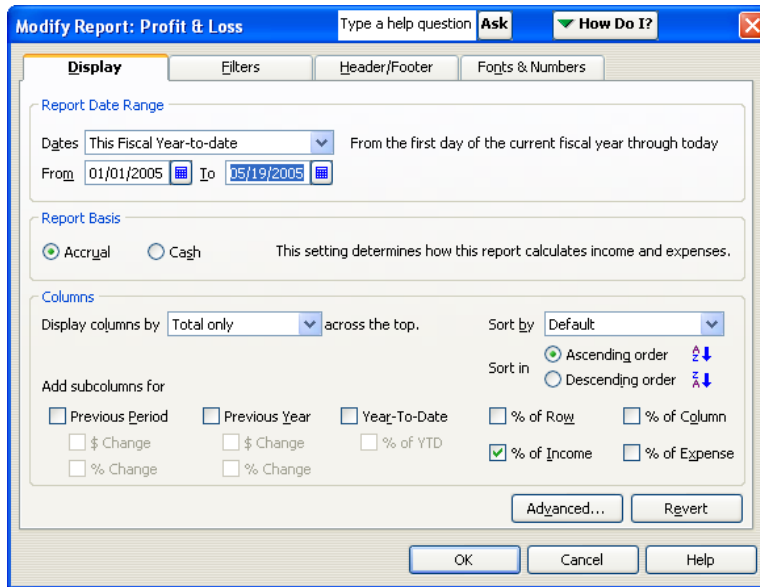 Modify Report: Profit & Loss Type a help question Ask How Do I?
Display Filters Header/Footer Fonts & Numbers
Report Date Range
Dates This Fiscal Year-to-date From the first day of the current fiscal year through today
From 01/01/2005 To 05/19/2005
Report Basis
Accrual Cash This setting determines how this report calculates income and expenses.
Columns
Display columns by Total only across the top. Sort by Default
Sort in Ascending order A Z
Descending order Z A
Add subcolumns for
Previous Period Previous Year Year-To-Date % of Row % of Column
$ Change $ Change % of YTD
% of Income % of Expense
% Change % Change
Advanced... Revert
OK Cancel Help